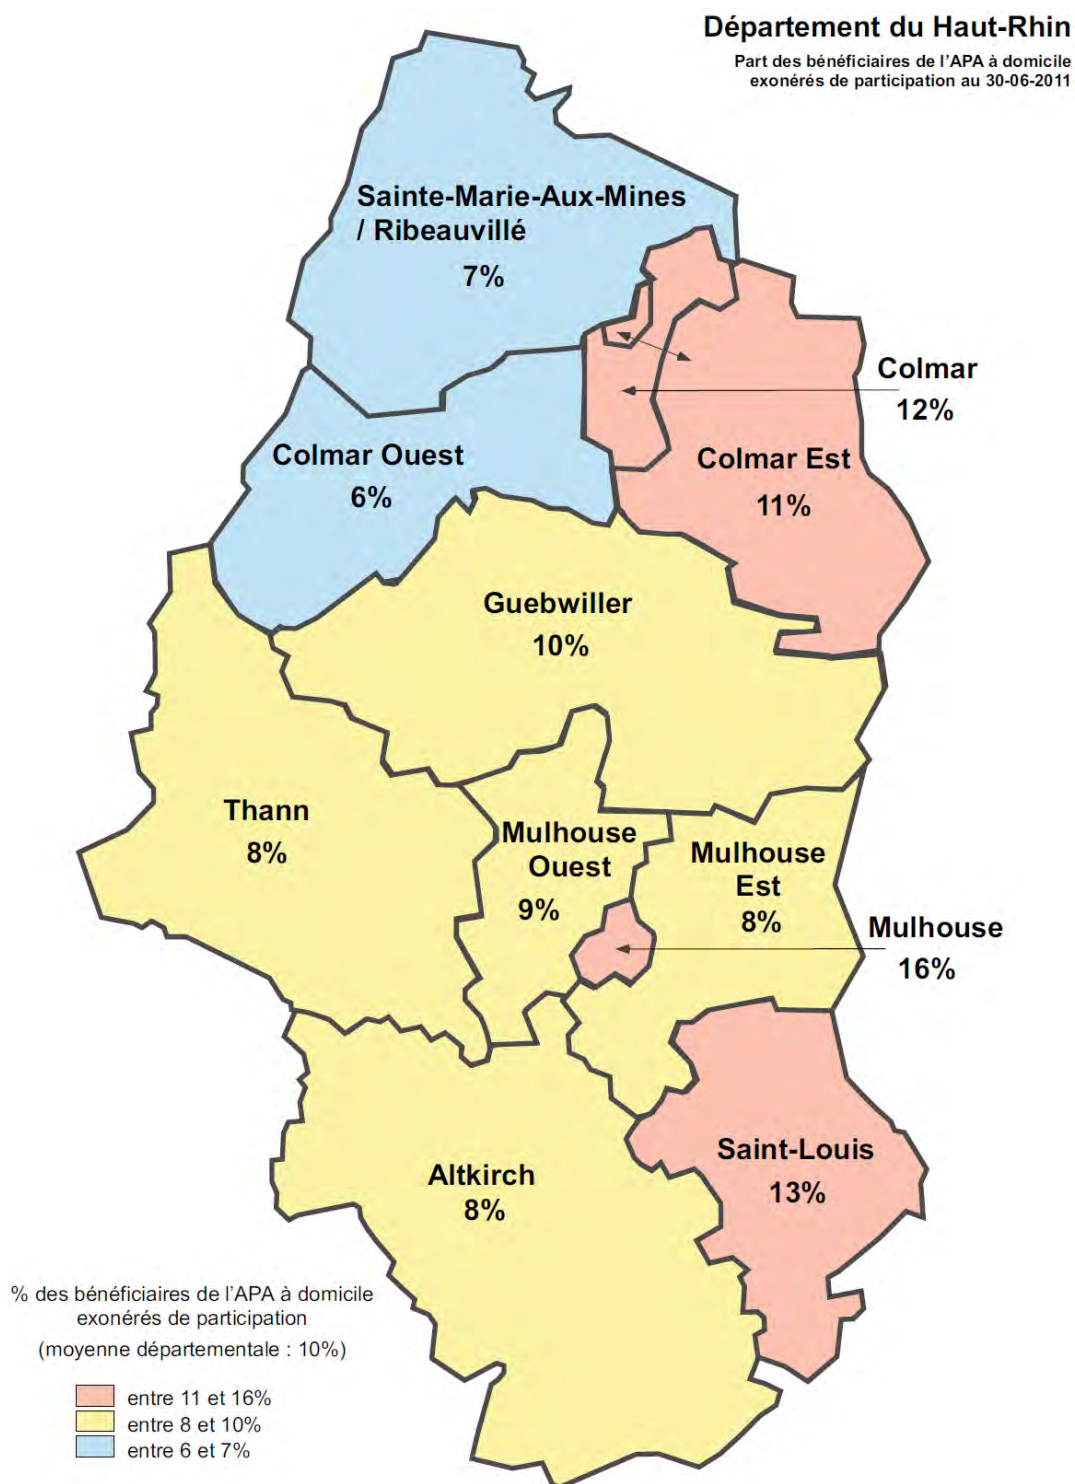 Département du Haut-Rhin
Part des bénéficiaires de l'APA à domicile
exonérés de participation au 30-06-2011
Sainte-Marie-Aux-Mines
/ Ribeauvillé
7%
Colmar
12%
Colmar Ouest
6%
Colmar Est
11%
Guebwiller
10%
Thann
8%
Mulhouse
Ouest
9%
Mulhouse
Est
8%
Mulhouse
16%
Saint-Louis
13%
Altkirch
8%
% des bénéficiaires de l'APA à domicile
exonérés de participation
(moyenne départementale : 10%)
entre 11 et 16%
entre 8 et 10%
entre 6 et 7%